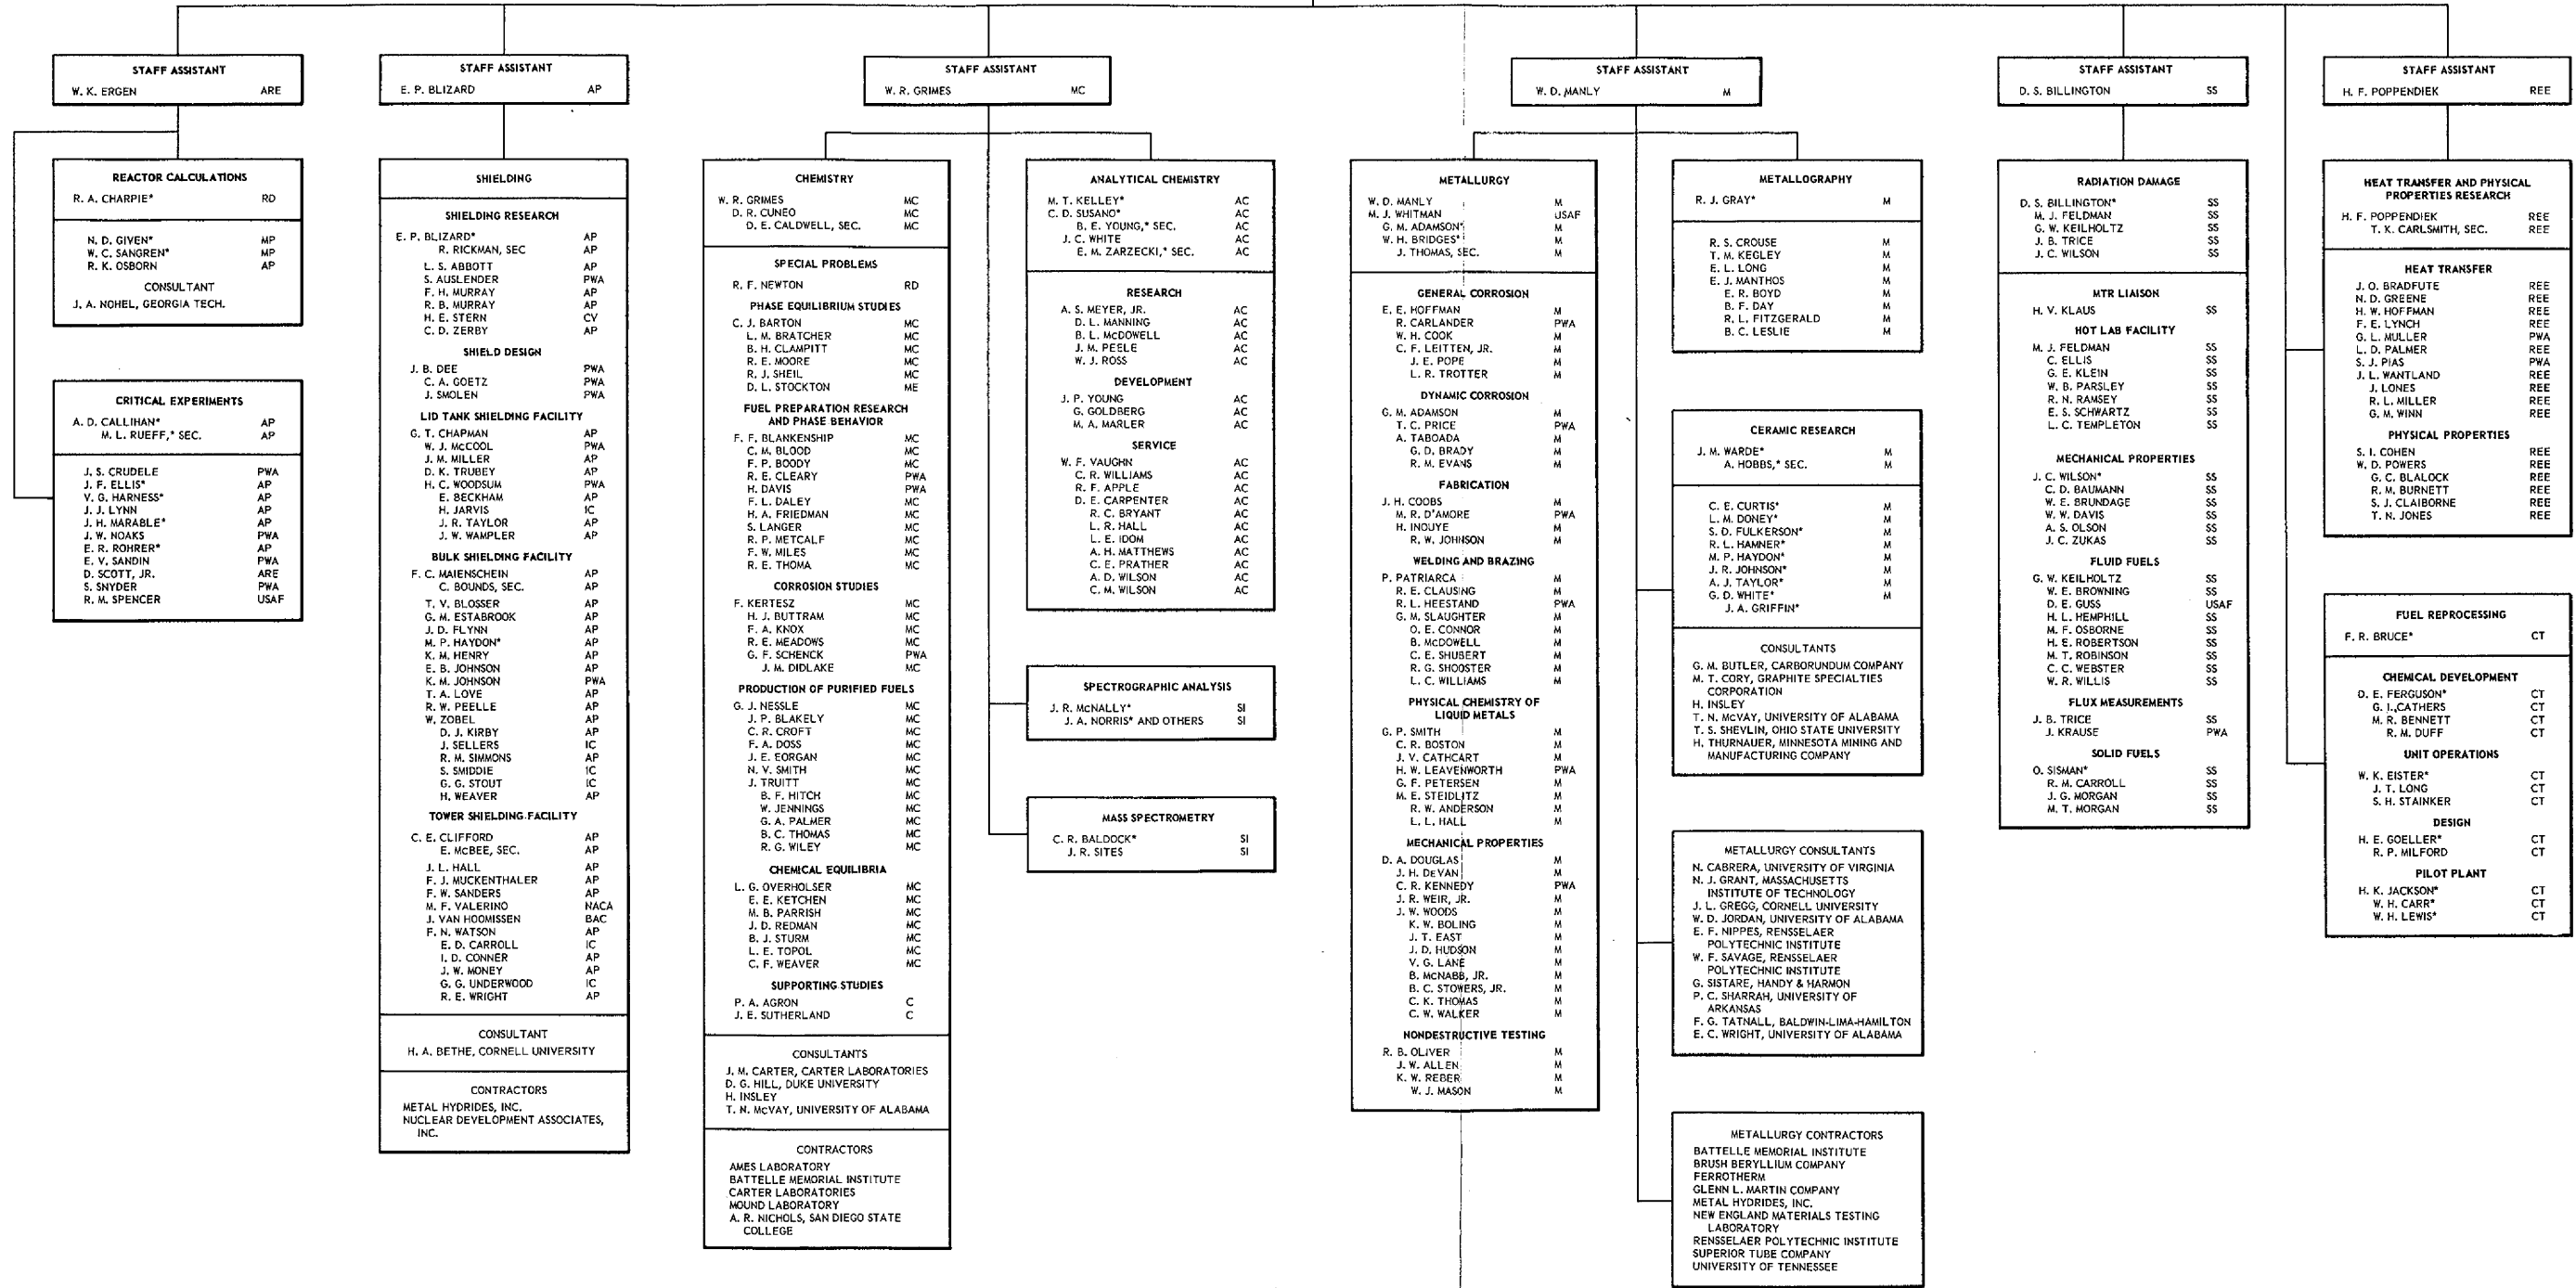 STAFF ASSISTANT
W. K. ERGEN ARE
REACTOR CALCULATIONS
R. A. CHARPIE* RD
N. D. GIVEN* MP
W. C. SANGREN* MP
R. K. OSBORN AP
CONSULTANT
J. A. NOHEL, GEORGIA TECH.
CRITICAL EXPERIMENTS
A. D. CALLIHAN* AP
M. L. RUEFF,* SEC. AP
J. S. CRUDELE PWA
J. F. ELLIS* AP
V. G. HARNESS* AP
J. J. LYNN AP
J. H. MARABLE* AP
J. W. NOAKS PWA
E. R. ROHRER* AP
E. V. SANDIN PWA
D. SCOTT, JR. ARE
S. SNYDER PWA
R. M. SPENCER USAF
STAFF ASSISTANT
E. P. BLIZARD AP
SHIELDING
SHIELDING RESEARCH
E. P. BLIZARD* AP
R. RICKMAN, SEC AP
L. S. ABBOTT AP
S. AUSLENDER PWA
F. H. MURRAY AP
R. B. MURRAY AP
H. E. STERN CV
C. D. ZERBY AP
SHIELD DESIGN
J. B. DEE PWA
C. A. GOETZ PWA
J. SMOLEN PWA
LID TANK SHIELDING FACILITY
G. T. CHAPMAN AP
W. J. McCOOL PWA
J. M. MILLER AP
D. K. TRUBEY AP
H. C. WOODSUM PWA
E. BECKHAM AP
H. JARVIS IC
J. R. TAYLOR AP
J. W. WAMPLER AP
BULK SHIELDING FACILITY
F. C. MAIENSCHEIN AP
C. BOUNDS, SEC. AP
T. V. BLOSSER AP
G. M. ESTABROOK AP
J. D. FLYNN AP
M. P. HAYDON* AP
K. M. HENRY AP
E. B. JOHNSON AP
K. M. JOHNSON PWA
T. A. LOVE AP
R. W. PEELLE AP
W. ZOBEL AP
D. J. KIRBY AP
J. SELLERS IC
R. M. SIMMONS AP
S. SMIDDIE IC
G. G. STOUT IC
H. WEAVER AP
TOWER SHIELDING FACILITY
C. E. CLIFFORD AP
E. McBEE, SEC. AP
J. L. HALL AP
F. J. MUCKENTHALER AP
F. W. SANDERS AP
M. F. VALERINO NACA
J. VAN HOOMISSEN BAC
F. N. WATSON AP
E. D. CARROLL IC
I. D. CONNER AP
J. W. MONEY AP
G. G. UNDERWOOD IC
R. E. WRIGHT AP
CONSULTANT
H. A. BETHE, CORNELL UNIVERSITY
CONTRACTORS
METAL HYDRIDES, INC.
NUCLEAR DEVELOPMENT ASSOCIATES,
INC.
STAFF ASSISTANT
W. R. GRIMES MC
CHEMISTRY
W. R. GRIMES MC
D. R. CUNEO MC
D. E. CALDWELL, SEC. MC
SPECIAL PROBLEMS
R. F. NEWTON RD
PHASE EQUILIBRIUM STUDIES
C. J. BARTON MC
L. M. BRATCHER MC
B. H. CLAMPITT MC
R. E. MOORE MC
R. J. SHEIL MC
D. L. STOCKTON ME
FUEL PREPARATION RESEARCH
AND PHASE BEHAVIOR
F. F. BLANKENSHIP MC
C. M. BLOOD MC
F. P. BOODY MC
R. E. CLEARY PWA
H. DAVIS PWA
F. L. DALEY MC
H. A. FRIEDMAN MC
S. LANGER MC
R. P. METCALF MC
F. W. MILES MC
R. E. THOMA MC
CORROSION STUDIES
F. KERTESZ MC
H. J. BUTTRAM MC
F. A. KNOX MC
R. E. MEADOWS MC
G. F. SCHENCK PWA
J. M. DIDLAKE MC
PRODUCTION OF PURIFIED FUELS
G. J. NESSLE MC
J. P. BLAKELY MC
C. R. CROFT MC
F. A. DOSS MC
J. E. EORGAN MC
N. V. SMITH MC
J. TRUITT MC
B. F. HITCH MC
W. JENNINGS MC
G. A. PALMER MC
B. C. THOMAS MC
R. G. WILEY MC
CHEMICAL EQUILIBRIA
L. G. OVERHOLSER MC
E. E. KETCHEN MC
M. B. PARRISH MC
J. D. REDMAN MC
B. J. STURM MC
L. E. TOPOL MC
C. F. WEAVER MC
SUPPORTING STUDIES
P. A. AGRON C
J. E. SUTHERLAND C
CONSULTANTS
J. M. CARTER, CARTER LABORATORIES
D. G. HILL, DUKE UNIVERSITY
H. INSLEY
T. N. McVAY, UNIVERSITY OF ALABAMA
CONTRACTORS
AMES LABORATORY
BATTELLE MEMORIAL INSTITUTE
CARTER LABORATORIES
MOUND LABORATORY
A. R. NICHOLS, SAN DIEGO STATE
COLLEGE
ANALYTICAL CHEMISTRY
M. T. KELLEY* AC
C. D. SUSANO* AC
B. E. YOUNG,* SEC. AC
J. C. WHITE AC
E. M. ZARZECKI,* SEC. AC
RESEARCH
A. S. MEYER, JR. AC
D. L. MANNING AC
B. L. McDOWELL AC
J. M. PEELE AC
W. J. ROSS AC
DEVELOPMENT
J. P. YOUNG AC
G. GOLDBERG AC
M. A. MARLER AC
SERVICE
W. F. VAUGHN AC
C. R. WILLIAMS AC
R. F. APPLE AC
D. E. CARPENTER AC
R. C. BRYANT AC
L. R. HALL AC
L. E. IDOM AC
A. H. MATTHEWS AC
C. E. PRATHER AC
A. D. WILSON AC
C. M. WILSON AC
SPECTROGRAPHIC ANALYSIS
J. R. McNALLY* SI
J. A. NORRIS* AND OTHERS SI
MASS SPECTROMETRY
C. R. BALDOCK* SI
J. R. SITES SI
STAFF ASSISTANT
W. D. MANLY M
METALLURGY
W. D. MANLY M
M. J. WHITMAN USAF
G. M. ADAMSON* M
W. H. BRIDGES* M
J. THOMAS, SEC. M
GENERAL CORROSION
E. E. HOFFMAN M
R. CARLANDER PWA
W. H. COOK M
C. F. LEITTEN, JR. M
J. E. POPE M
L. R. TROTTER M
DYNAMIC CORROSION
G. M. ADAMSON M
T. C. PRICE PWA
A. TABOADA M
G. D. BRADY M
R. M. EVANS M
FABRICATION
J. H. COOBS M
M. R. D'AMORE PWA
H. INOUYE M
R. W. JOHNSON M
WELDING AND BRAZING
P. PATRIARCA M
R. E. CLAUSING M
R. L. HEESTAND PWA
G. M. SLAUGHTER M
O. E. CONNOR M
B. McDOWELL M
C. E. SHUBERT M
R. G. SHOOSTER M
L. C. WILLIAMS M
PHYSICAL CHEMISTRY OF
LIQUID METALS
G. P. SMITH M
C. R. BOSTON M
J. V. CATHCART M
H. W. LEAVENWORTH PWA
G. F. PETERSEN M
M. E. STEIDLITZ M
R. W. ANDERSON M
L. L. HALL M
MECHANICAL PROPERTIES
D. A. DOUGLAS M
J. H. DeVAN M
C. R. KENNEDY PWA
J. R. WEIR, JR. M
J. W. WOODS M
K. W. BOLING M
J. T. EAST M
J. D. HUDSON M
V. G. LANE M
B. McNABB, JR. M
B. C. STOWERS, JR. M
C. K. THOMAS M
C. W. WALKER M
NONDESTRUCTIVE TESTING
R. B. OLIVER M
J. W. ALLEN M
K. W. REBER M
W. J. MASON M
METALLOGRAPHY
R. J. GRAY* M
R. S. CROUSE M
T. M. KEGLEY M
E. L. LONG M
E. J. MANTHOS M
E. R. BOYD M
B. F. DAY M
R. L. FITZGERALD M
B. C. LESLIE M
CERAMIC RESEARCH
J. M. WARDE* M
A. HOBBS,* SEC. M
C. E. CURTIS* M
L. M. DONEY* M
S. D. FULKERSON* M
R. L. HAMNER* M
M. P. HAYDON* M
J. R. JOHNSON* M
A. J. TAYLOR* M
G. D. WHITE* M
J. A. GRIFFIN*
CONSULTANTS
G. M. BUTLER, CARBORUNDUM COMPANY
M. T. CORY, GRAPHITE SPECIALTIES
CORPORATION
H. INSLEY
T. N. McVAY, UNIVERSITY OF ALABAMA
T. S. SHEVLIN, OHIO STATE UNIVERSITY
H. THURNAUER, MINNESOTA MINING AND
MANUFACTURING COMPANY
METALLURGY CONSULTANTS
N. CABRERA, UNIVERSITY OF VIRGINIA
N. J. GRANT, MASSACHUSETTS
INSTITUTE OF TECHNOLOGY
J. L. GREGG, CORNELL UNIVERSITY
W. D. JORDAN, UNIVERSITY OF ALABAMA
E. F. NIPPES, RENSSELAER
POLYTECHNIC INSTITUTE
W. F. SAVAGE, RENSSELAER
POLYTECHNIC INSTITUTE
G. SISTARE, HANDY & HARMON
P. C. SHARRAH, UNIVERSITY OF
ARKANSAS
F. G. TATNALL, BALDWIN-LIMA-HAMILTON
E. C. WRIGHT, UNIVERSITY OF ALABAMA
METALLURGY CONTRACTORS
BATTELLE MEMORIAL INSTITUTE
BRUSH BERYLLIUM COMPANY
FERROTHERM
GLENN L. MARTIN COMPANY
METAL HYDRIDES, INC.
NEW ENGLAND MATERIALS TESTING
LABORATORY
RENSSELAER POLYTECHNIC INSTITUTE
SUPERIOR TUBE COMPANY
UNIVERSITY OF TENNESSEE
STAFF ASSISTANT
D. S. BILLINGTON SS
RADIATION DAMAGE
D. S. BILLINGTON* SS
M. J. FELDMAN SS
G. W. KEILHOLTZ SS
J. B. TRICE SS
J. C. WILSON SS
MTR LIAISON
H. V. KLAUS SS
HOT LAB FACILITY
M. J. FELDMAN SS
C. ELLIS SS
G. E. KLEIN SS
W. B. PARSLEY SS
R. N. RAMSEY SS
E. S. SCHWARTZ SS
L. C. TEMPLETON SS
MECHANICAL PROPERTIES
J. C. WILSON* SS
C. D. BAUMANN SS
W. E. BRUNDAGE SS
W. W. DAVIS SS
A. S. OLSON SS
J. C. ZUKAS SS
FLUID FUELS
G. W. KEILHOLTZ SS
W. E. BROWNING SS
D. E. GUSS USAF
H. L. HEMPHILL SS
M. F. OSBORNE SS
H. E. ROBERTSON SS
M. T. ROBINSON SS
C. C. WEBSTER SS
W. R. WILLIS SS
FLUX MEASUREMENTS
J. B. TRICE SS
J. KRAUSE PWA
SOLID FUELS
O. SISMAN* SS
R. M. CARROLL SS
J. G. MORGAN SS
M. T. MORGAN SS
STAFF ASSISTANT
H. F. POPPENDIEK REE
HEAT TRANSFER AND PHYSICAL
PROPERTIES RESEARCH
H. F. POPPENDIEK REE
T. K. CARLSMITH, SEC. REE
HEAT TRANSFER
J. O. BRADFUTE REE
N. D. GREENE REE
H. W. HOFFMAN REE
F. E. LYNCH REE
G. L. MULLER PWA
L. D. PALMER REE
S. J. PIAS PWA
J. L. WANTLAND REE
J. LONES REE
R. L. MILLER REE
G. M. WINN REE
PHYSICAL PROPERTIES
S. I. COHEN REE
W. D. POWERS REE
G. C. BLALOCK REE
R. M. BURNETT REE
S. J. CLAIBORNE REE
T. N. JONES REE
FUEL REPROCESSING
F. R. BRUCE* CT
CHEMICAL DEVELOPMENT
D. E. FERGUSON* CT
G. I. CATHERS CT
M. R. BENNETT CT
R. M. DUFF CT
UNIT OPERATIONS
W. K. EISTER* CT
J. T. LONG CT
S. H. STAINKER CT
DESIGN
H. E. GOELLER* CT
R. P. MILFORD CT
PILOT PLANT
H. K. JACKSON* CT
W. H. CARR* CT
W. H. LEWIS* CT